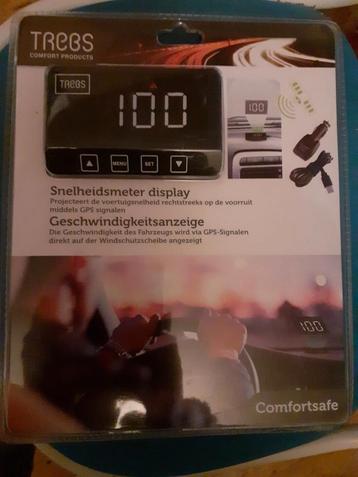 TREBS
COMFORT PRODUCTS
TREBS
100
MENU
SET
100
Snelheidsmeter display
Projecteert de voertuigsnelheid rechtstreeks op de voorruit
middels GPS signalen
Geschwindigkeitsanzeige
Die Geschwindigkeit des Fahrzeugs wird via GPS-Signalen
direkt auf der Windschutzscheibe angezeigt
100
Comfortsafe